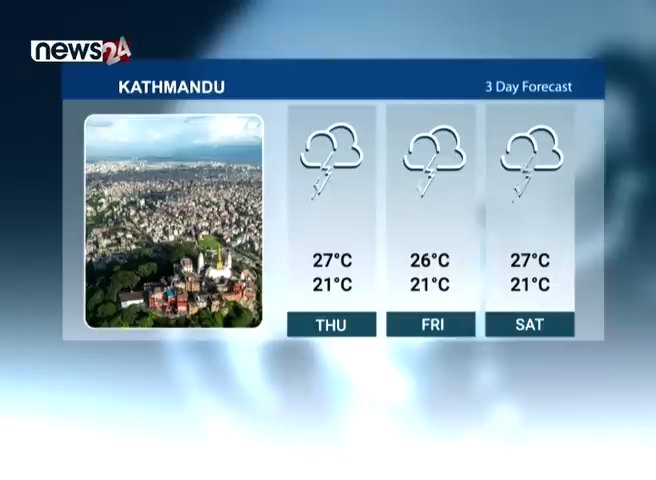 news24
KATHMANDU
3 Day Forecast
27°C
21°C
THU
26°C
21°C
FRI
27°C
21°C
SAT